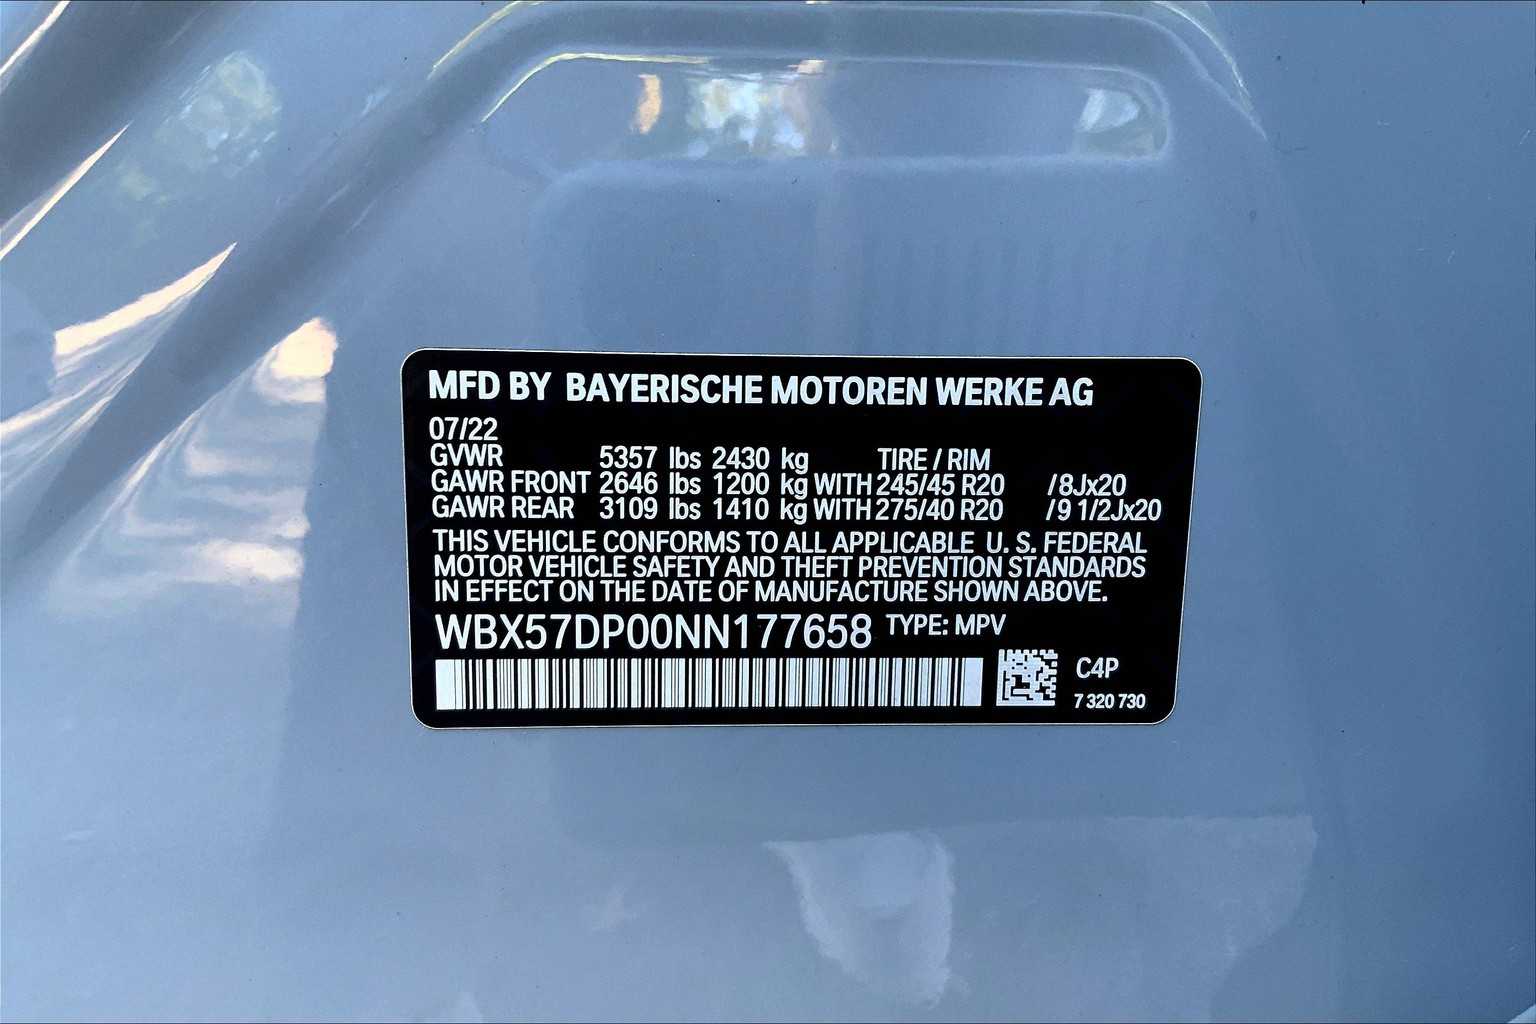 MFD BY BAYERISCHE MOTOREN WERKE AG
07/22
GVWR 5357 lbs 2430 kg TIRE / RIM
GAWR FRONT 2646 lbs 1200 kg WITH 245/45 R20 /8Jx20
GAWR REAR 3109 lbs 1410 kg WITH 275/40 R20 /9 1/2Jx20
THIS VEHICLE CONFORMS TO ALL APPLICABLE U. S. FEDERAL
MOTOR VEHICLE SAFETY AND THEFT PREVENTION STANDARDS
IN EFFECT ON THE DATE OF MANUFACTURE SHOWN ABOVE.
WBX57DP00NN177658 TYPE: MPV
C4P
7 320 730